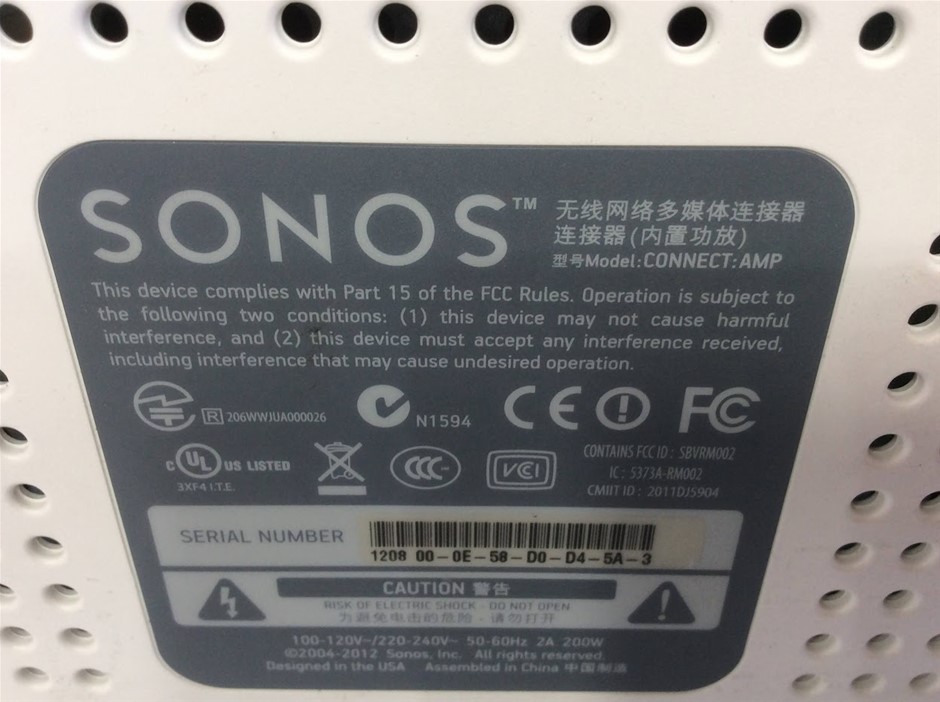 SONOS™
无线网络多媒体连接器
连接器(内置功放)
型号Model:CONNECT:AMP
This device complies with Part 15 of the FCC Rules. Operation is subject to
the following two conditions: (1) this device may not cause harmful
interference, and (2) this device must accept any interference received,
including interference that may cause undesired operation.
R 206WWJUA000026 N1594 CE FC
c UL US LISTED
3XF4 I.T.E.
CCC
VCI
CONTAINS FCC ID : SBVRM002
IC : 5373A-RM002
CMIIT ID : 2011DJ5904
SERIAL NUMBER
1208 00-0E-58-D0-D4-5A-3
CAUTION 警告
RISK OF ELECTRIC SHOCK - DO NOT OPEN
为避免电击的危险，请勿打开
100-120V~/220-240V~ 50-60Hz 2A 200W
©2004-2012 Sonos, Inc. All rights reserved.
Designed in the USA Assembled in China 中国制造